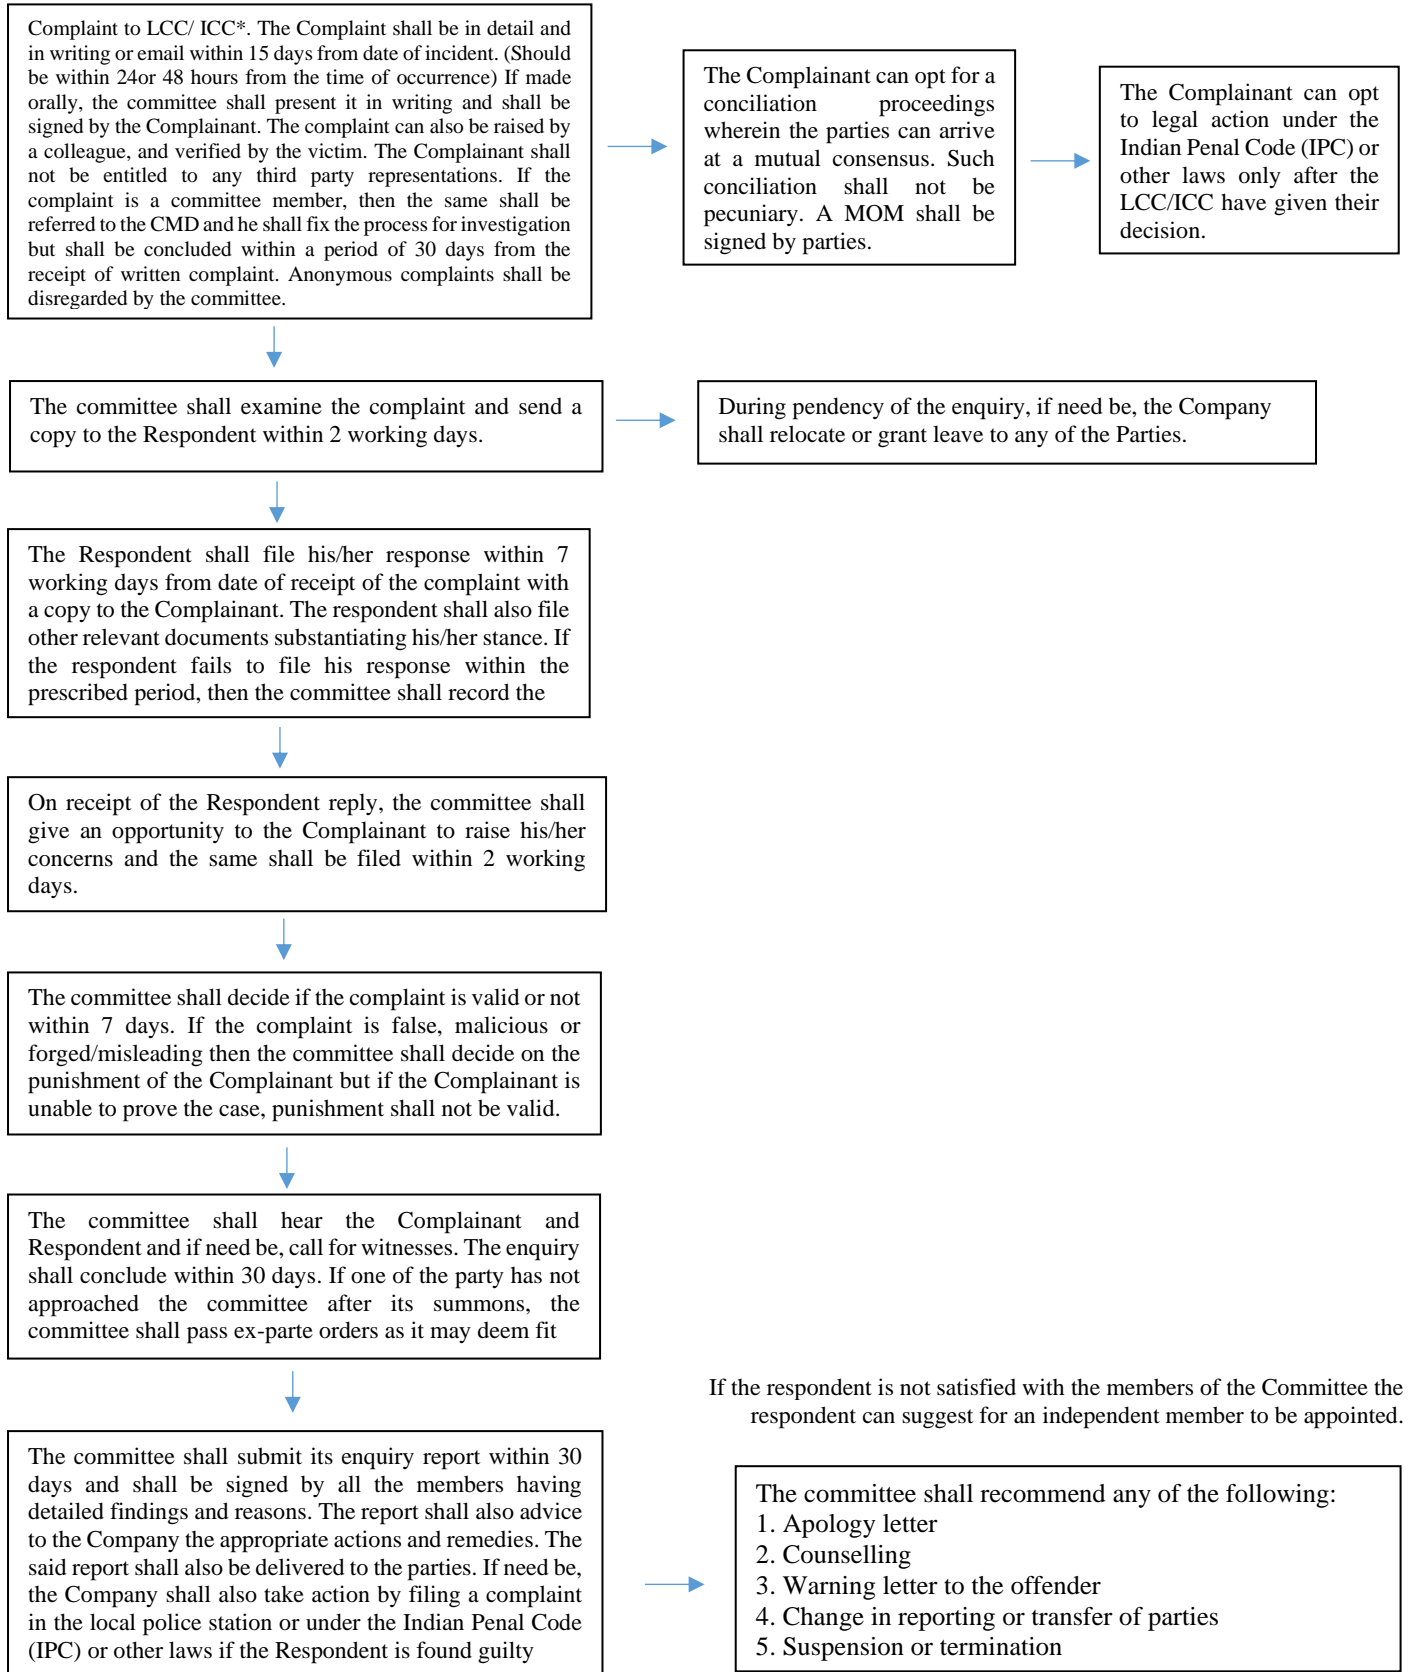 Complaint to LCC/ ICC*. The Complaint shall be in detail and
in writing or email within 15 days from date of incident. (Should
be within 24or 48 hours from the time of occurrence) If made
orally, the committee shall present it in writing and shall be
signed by the Complainant. The complaint can also be raised by
a colleague, and verified by the victim. The Complainant shall
not be entitled to any third party representations. If the
complaint is a committee member, then the same shall be
referred to the CMD and he shall fix the process for investigation
but shall be concluded within a period of 30 days from the
receipt of written complaint. Anonymous complaints shall be
disregarded by the committee.
The Complainant can opt for a
conciliation proceedings
wherein the parties can arrive
at a mutual consensus. Such
conciliation shall not be
pecuniary. A MOM shall be
signed by parties.
The Complainant can opt
to legal action under the
Indian Penal Code (IPC) or
other laws only after the
LCC/ICC have given their
decision.
The committee shall examine the complaint and send a
copy to the Respondent within 2 working days.
During pendency of the enquiry, if need be, the Company
shall relocate or grant leave to any of the Parties.
The Respondent shall file his/her response within 7
working days from date of receipt of the complaint with
a copy to the Complainant. The respondent shall also file
other relevant documents substantiating his/her stance. If
the respondent fails to file his response within the
prescribed period, then the committee shall record the
On receipt of the Respondent reply, the committee shall
give an opportunity to the Complainant to raise his/her
concerns and the same shall be filed within 2 working
days.
The committee shall decide if the complaint is valid or not
within 7 days. If the complaint is false, malicious or
forged/misleading then the committee shall decide on the
punishment of the Complainant but if the Complainant is
unable to prove the case, punishment shall not be valid.
The committee shall hear the Complainant and
Respondent and if need be, call for witnesses. The enquiry
shall conclude within 30 days. If one of the party has not
approached the committee after its summons, the
committee shall pass ex-parte orders as it may deem fit
If the respondent is not satisfied with the members of the Committee the
respondent can suggest for an independent member to be appointed.
The committee shall submit its enquiry report within 30
days and shall be signed by all the members having
detailed findings and reasons. The report shall also advice
to the Company the appropriate actions and remedies. The
said report shall also be delivered to the parties. If need be,
the Company shall also take action by filing a complaint
in the local police station or under the Indian Penal Code
(IPC) or other laws if the Respondent is found guilty
The committee shall recommend any of the following:
1. Apology letter
2. Counselling
3. Warning letter to the offender
4. Change in reporting or transfer of parties
5. Suspension or termination